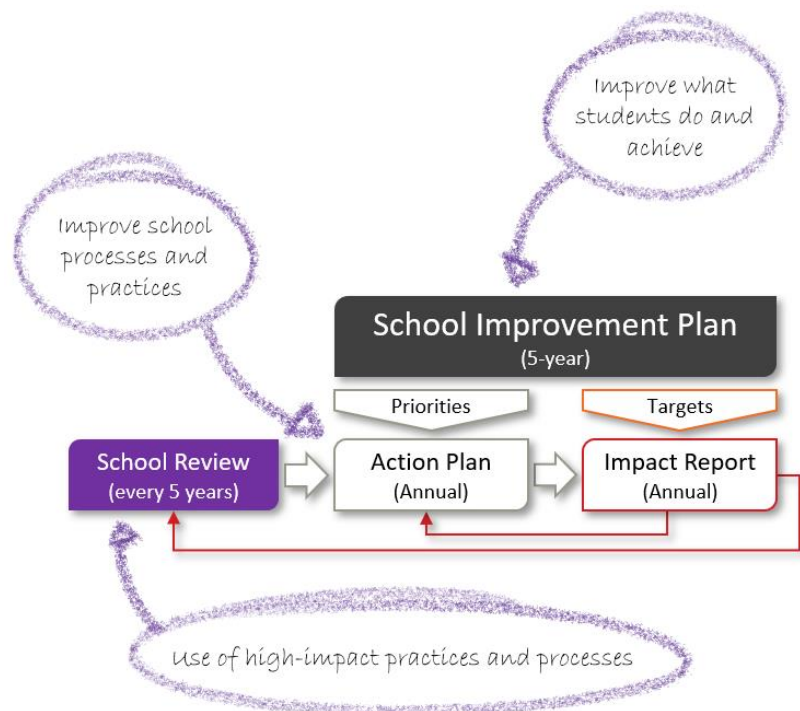 Improve what
students do and
achieve
Improve school
processes and
practices
School Improvement Plan
(5-year)
Priorities
Targets
School Review
(every 5 years)
Action Plan
(Annual)
Impact Report
(Annual)
Use of high-impact practices and processes